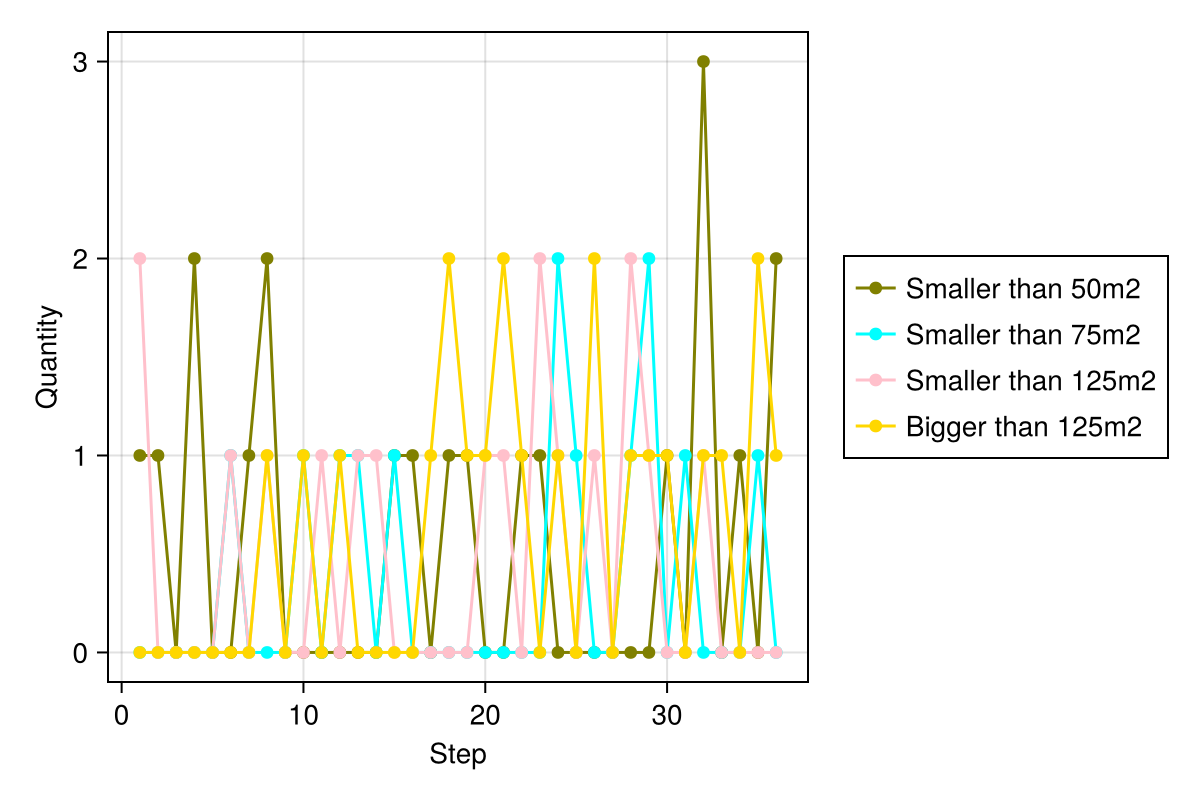 3
2
1
0
Quantity
0 10 20 30
Step
Smaller than 50m2
Smaller than 75m2
Smaller than 125m2
Bigger than 125m2